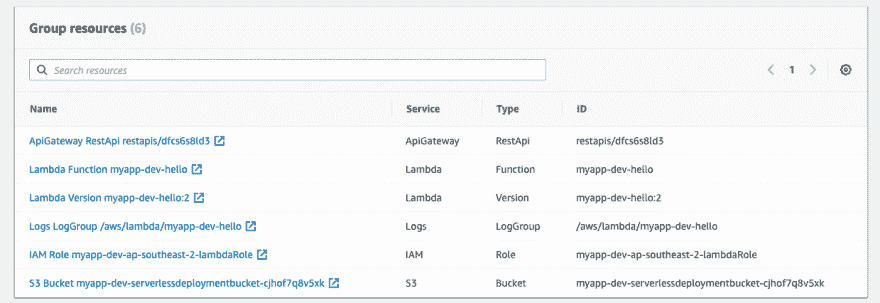 Group resources (6)
Search resources
1
Name Service Type ID
ApiGateway RestApi restapis/dfcs6s8ld3 ApiGateway RestApi restapis/dfcs6s8ld3
Lambda Function myapp-dev-hello Lambda Function myapp-dev-hello
Lambda Version myapp-dev-hello:2 Lambda Version myapp-dev-hello:2
Logs LogGroup /aws/lambda/myapp-dev-hello Logs LogGroup /aws/lambda/myapp-dev-hello
IAM Role myapp-dev-ap-southeast-2-lambdaRole IAM Role myapp-dev-ap-southeast-2-lambdaRole
S3 Bucket myapp-dev-serverlessdeploymentbucket-cjhof7q8v5xk S3 Bucket myapp-dev-serverlessdeploymentbucket-cjhof7q8v5xk